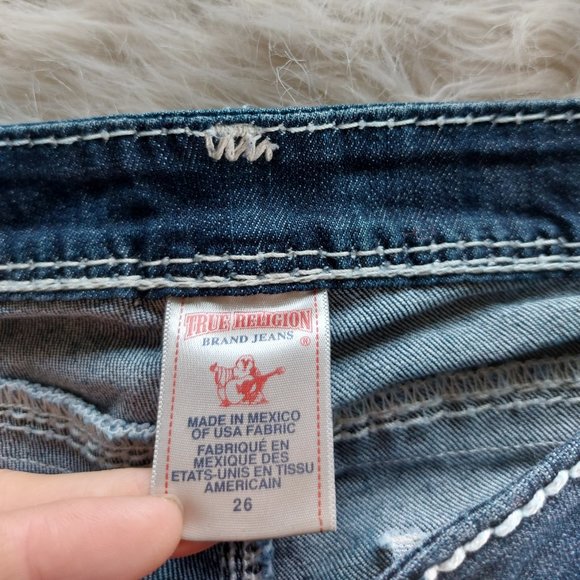 TRUE RELIGION
BRAND JEANS ®
MADE IN MEXICO
OF USA FABRIC
FABRIQUÉ EN
MEXIQUE DES
ETATS-UNIS EN TISSU
AMERICAIN
26